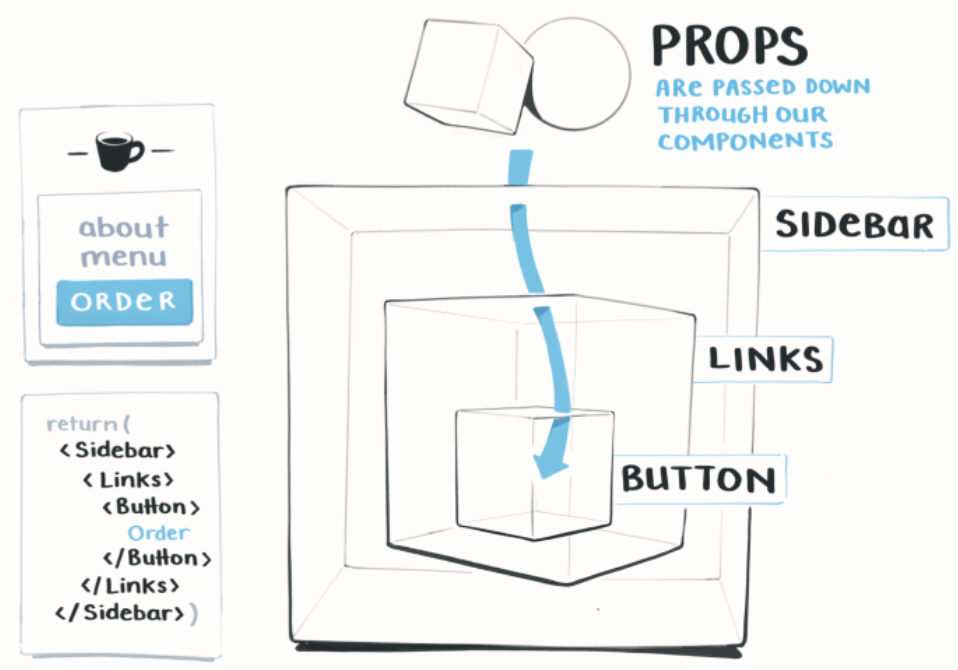 PROPS
ARE PASSED DOWN
THROUGH OUR
COMPONENTS
about
menu
ORDER
SIDEBAR
LINKS
BUTTON
return (
<Sidebar>
<Links>
<Button>
Order
</Button>
</Links>
</Sidebar> )